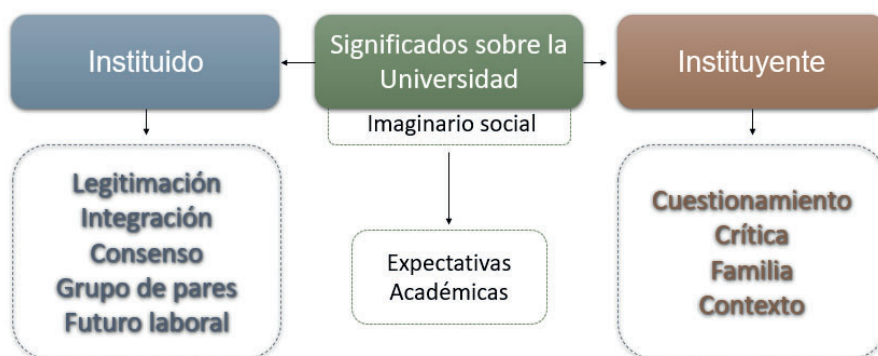 Instituido
Significados sobre la
Universidad
Instituyente
Imaginario social
Legitimación
Integración
Consenso
Grupo de pares
Futuro laboral
Expectativas
Académicas
Cuestionamiento
Crítica
Familia
Contexto